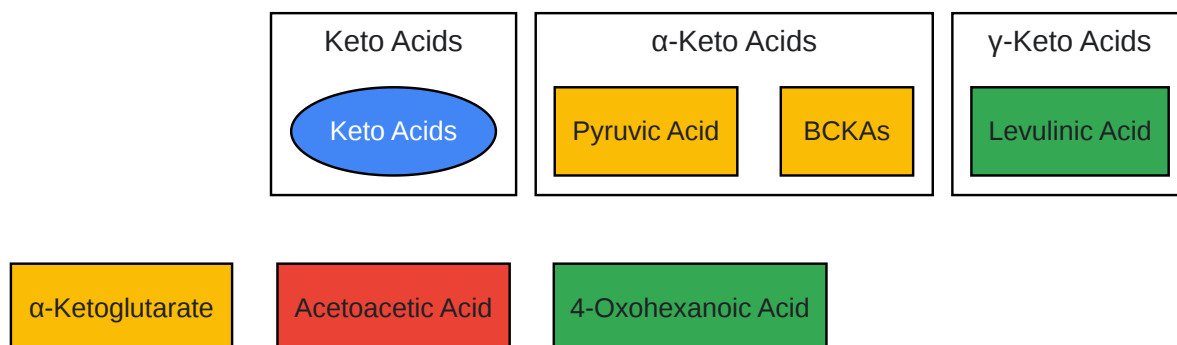 Keto Acids
α-Keto Acids
γ-Keto Acids
Keto Acids
Pyruvic Acid
BCKAs
Levulinic Acid
α-Ketoglutarate
Acetoacetic Acid
4-Oxohexanoic Acid